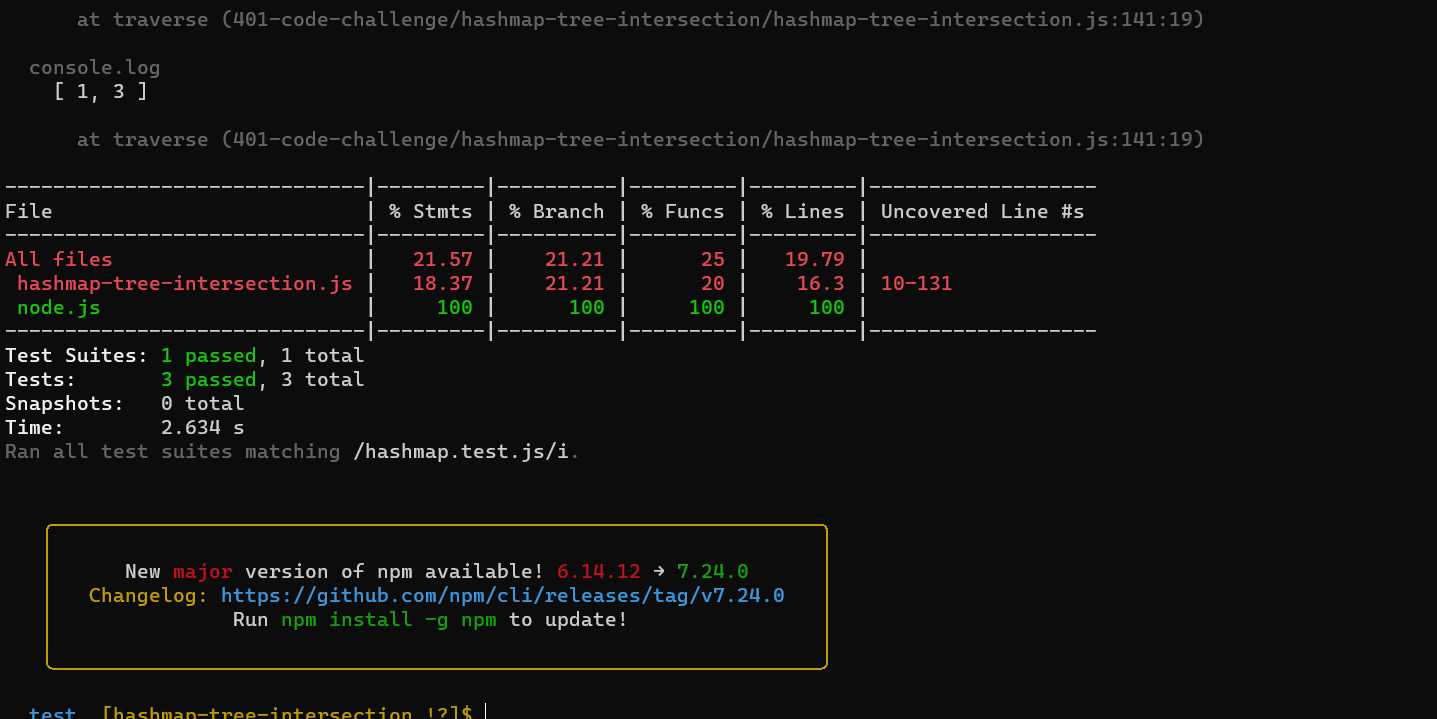 at traverse (401-code-challenge/hashmap-tree-intersection/hashmap-tree-intersection.js:141:19)
console.log
[ 1, 3 ]
at traverse (401-code-challenge/hashmap-tree-intersection/hashmap-tree-intersection.js:141:19)
------------------------------|---------|----------|---------|---------|-------------------
File                          | % Stmts | % Branch | % Funcs | % Lines | Uncovered Line #s
------------------------------|---------|----------|---------|---------|-------------------
All files                     |   21.57 |    21.21 |      25 |   19.79 |
 hashmap-tree-intersection.js |   18.37 |    21.21 |      20 |    16.3 | 10-131
 node.js                      |     100 |      100 |     100 |     100 |
------------------------------|---------|----------|---------|---------|-------------------
Test Suites: 1 passed, 1 total
Tests:       3 passed, 3 total
Snapshots:   0 total
Time:        2.634 s
Ran all test suites matching /hashmap.test.js/i.
New major version of npm available! 6.14.12 → 7.24.0
Changelog: https://github.com/npm/cli/releases/tag/v7.24.0
Run npm install -g npm to update!
test  [hashmap-tree-intersection !?]$